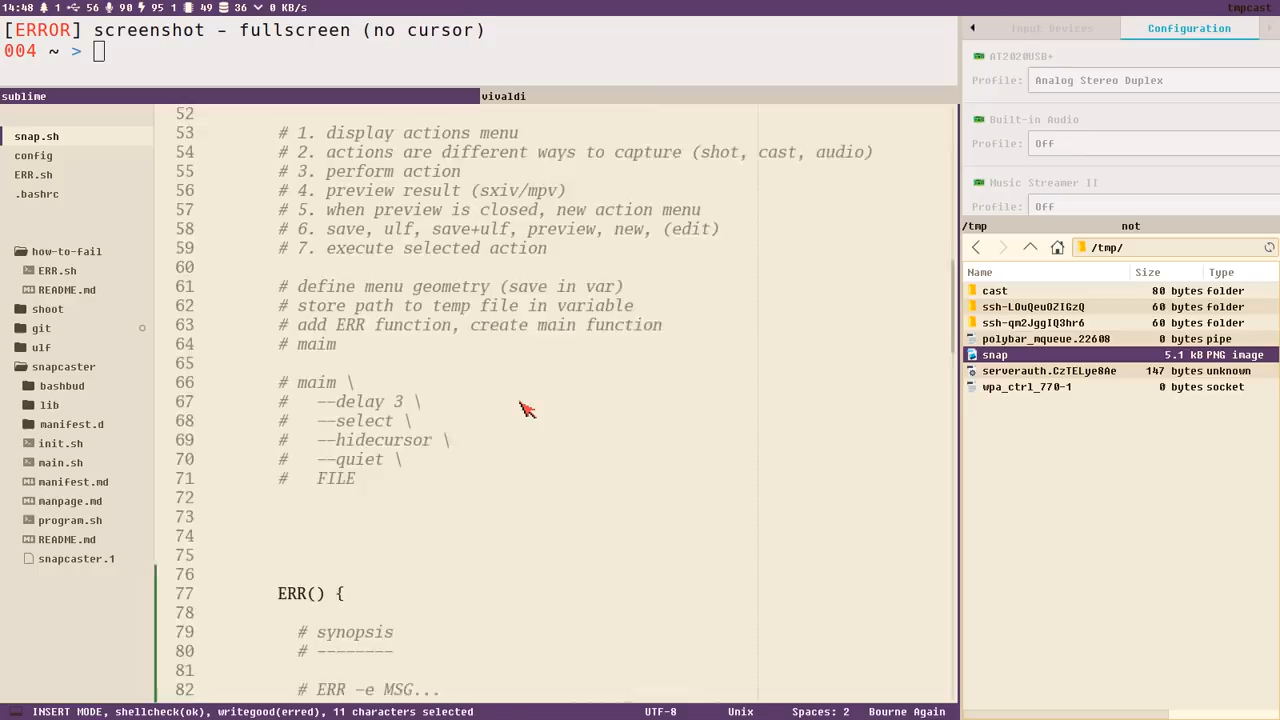 14:48 1 56 90 95 1 49 36 0 KB/s tmpcast
[ERROR] screenshot - fullscreen (no cursor)
004 ~ >
sublime vivaldi
snap.sh
config
ERR.sh
.bashrc
how-to-fail
ERR.sh
README.md
shoot
git
ulf
snapcaster
bashbud
lib
manifest.d
init.sh
main.sh
manifest.md
manpage.md
program.sh
README.md
snapcaster.1
52
53 # 1. display actions menu
54 # 2. actions are different ways to capture (shot, cast, audio)
55 # 3. perform action
56 # 4. preview result (sxiv/mpv)
57 # 5. when preview is closed, new action menu
58 # 6. save, ulf, save+ulf, preview, new, (edit)
59 # 7. execute selected action
60
61 # define menu geometry (save in var)
62 # store path to temp file in variable
63 # add ERR function, create main function
64 # maim
65
66 # maim \
67 #   --delay 3 \
68 #   --select \
69 #   --hidecursor \
70 #   --quiet \
71 #   FILE
72
73
74
75
76
77 ERR() {
78
79 # synopsis
80 # --------
81
82 # ERR -e MSG...
Input Devices Configuration
AT2020USB+
Profile: Analog Stereo Duplex
Built-in Audio
Profile: Off
Music Streamer II
Profile: Off
/tmp not
/tmp/
Name Size Type
cast 80 bytes folder
ssh-LOuQeuOZIGzQ 60 bytes folder
ssh-qm2JggIQ3hr6 60 bytes folder
polybar_mqueue.22608 0 bytes pipe
snap 5.1 kB PNG image
serverauth.CzTELye8Ae 147 bytes unknown
wpa_ctrl_770-1 0 bytes socket
INSERT MODE, shellcheck(ok), writegood(erred), 11 characters selected UTF-8 Unix Spaces: 2 Bourne Again